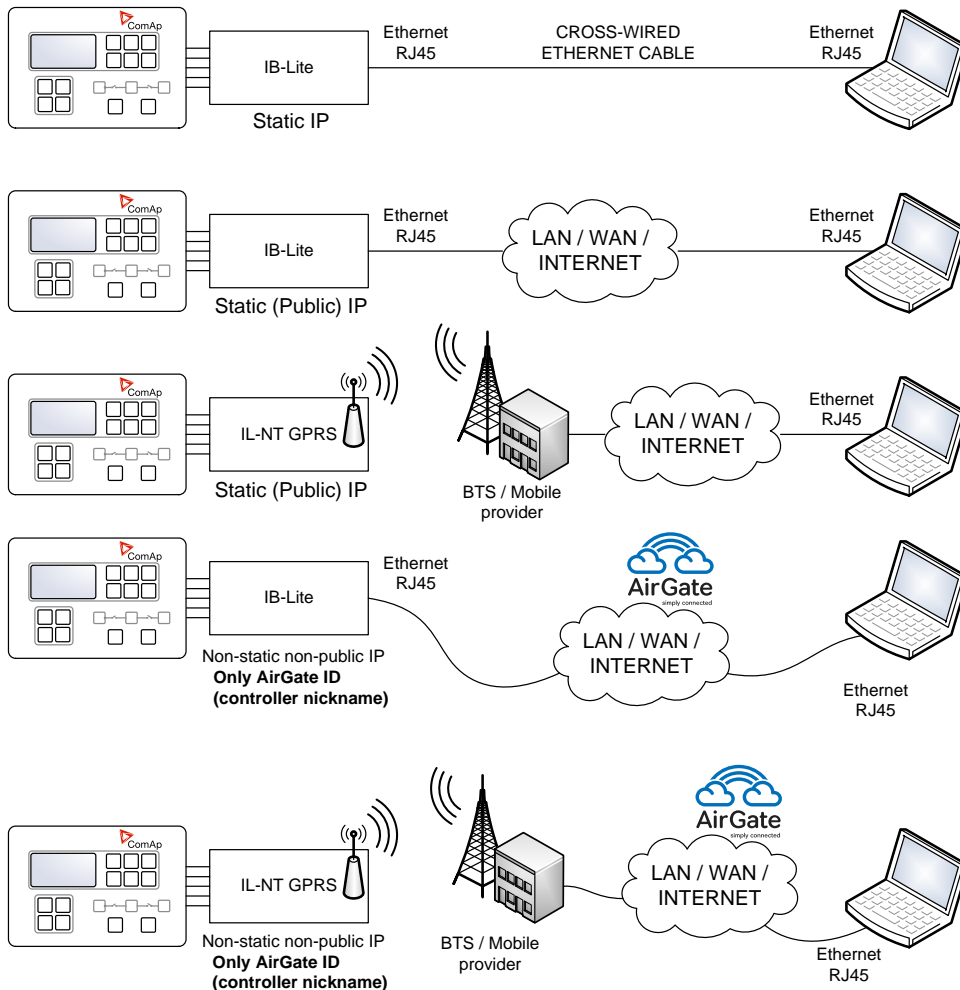 ComAp
IB-Lite
Static IP
Ethernet
RJ45
CROSS-WIRED
ETHERNET CABLE
Ethernet
RJ45
ComAp
IB-Lite
Static (Public) IP
Ethernet
RJ45
LAN / WAN /
INTERNET
Ethernet
RJ45
ComAp
IL-NT GPRS
Static (Public) IP
BTS / Mobile
provider
LAN / WAN /
INTERNET
Ethernet
RJ45
ComAp
IB-Lite
Non-static non-public IP
Only AirGate ID
(controller nickname)
Ethernet
RJ45
AirGate
simply connected
LAN / WAN /
INTERNET
Ethernet
RJ45
ComAp
IL-NT GPRS
Non-static non-public IP
Only AirGate ID
(controller nickname)
BTS / Mobile
provider
AirGate
simply connected
LAN / WAN /
INTERNET
Ethernet
RJ45